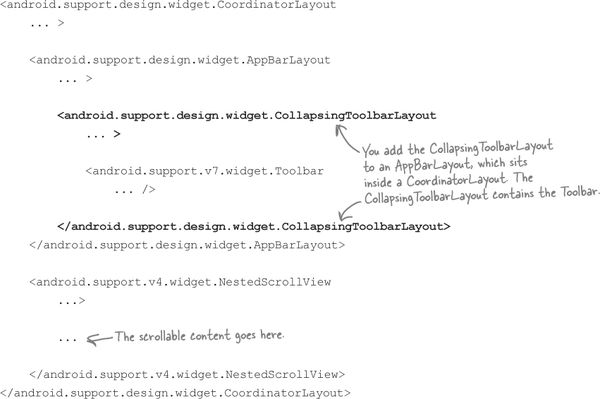 <android.support.design.widget.CoordinatorLayout
... >
<android.support.design.widget.AppBarLayout
... >
<android.support.design.widget.CollapsingToolbarLayout
... >
You add the CollapsingToolbarLayout
to an AppBarLayout, which sits
inside a CoordinatorLayout. The
CollapsingToolbarLayout contains the Toolbar.
<android.support.v7.widget.Toolbar
... />
</android.support.design.widget.CollapsingToolbarLayout>
</android.support.design.widget.AppBarLayout>
<android.support.v4.widget.NestedScrollView
...>
...
The scrollable content goes here.
</android.support.v4.widget.NestedScrollView>
</android.support.design.widget.CoordinatorLayout>